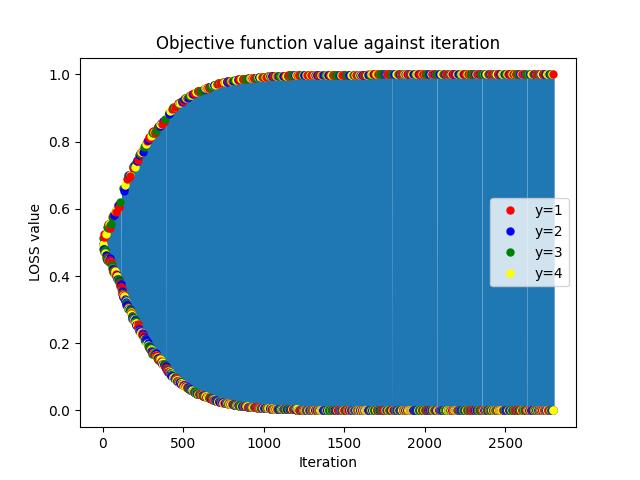 Objective function value against iteration
LOSS value
1.0
0.8
0.6
0.4
0.2
0.0
y=1
y=2
y=3
y=4
0 500 1000 1500 2000 2500
Iteration